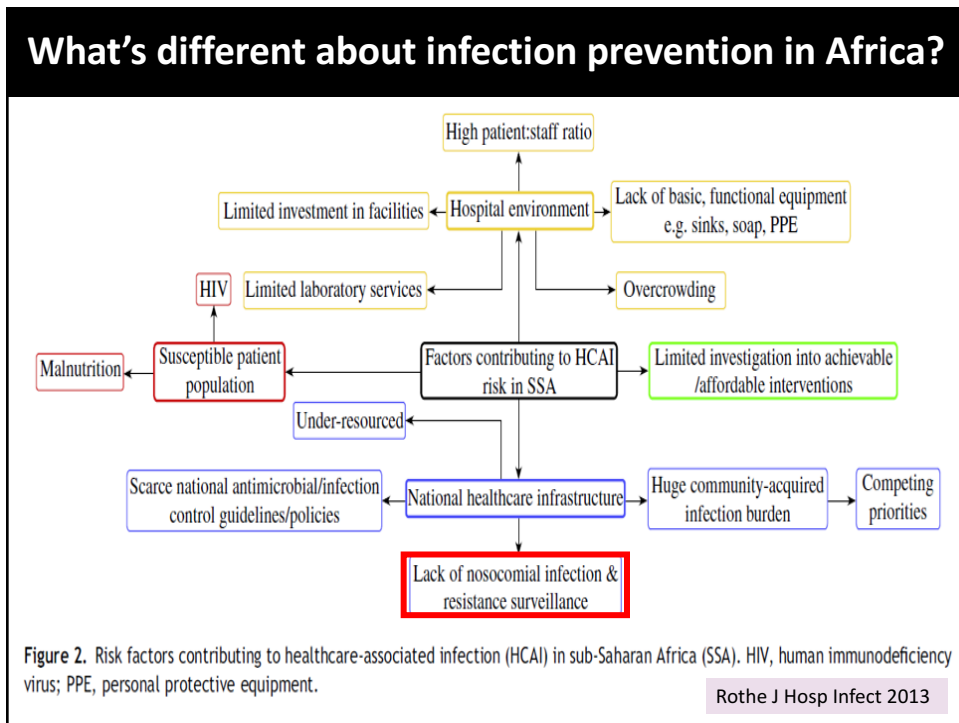 What's different about infection prevention in Africa?
High patient:staff ratio
Limited investment in facilities
Hospital environment
Lack of basic, functional equipment
e.g. sinks, soap, PPE
HIV
Limited laboratory services
Overcrowding
Malnutrition
Susceptible patient
population
Factors contributing to HCAI
risk in SSA
Limited investigation into achievable
/affordable interventions
Under-resourced
Scarce national antimicrobial/infection
control guidelines/policies
National healthcare infrastructure
Huge community-acquired
infection burden
Competing
priorities
Lack of nosocomial infection &
resistance surveillance
Figure 2. Risk factors contributing to healthcare-associated infection (HCAI) in sub-Saharan Africa (SSA). HIV, human immunodeficiency
virus; PPE, personal protective equipment.
Rothe J Hosp Infect 2013